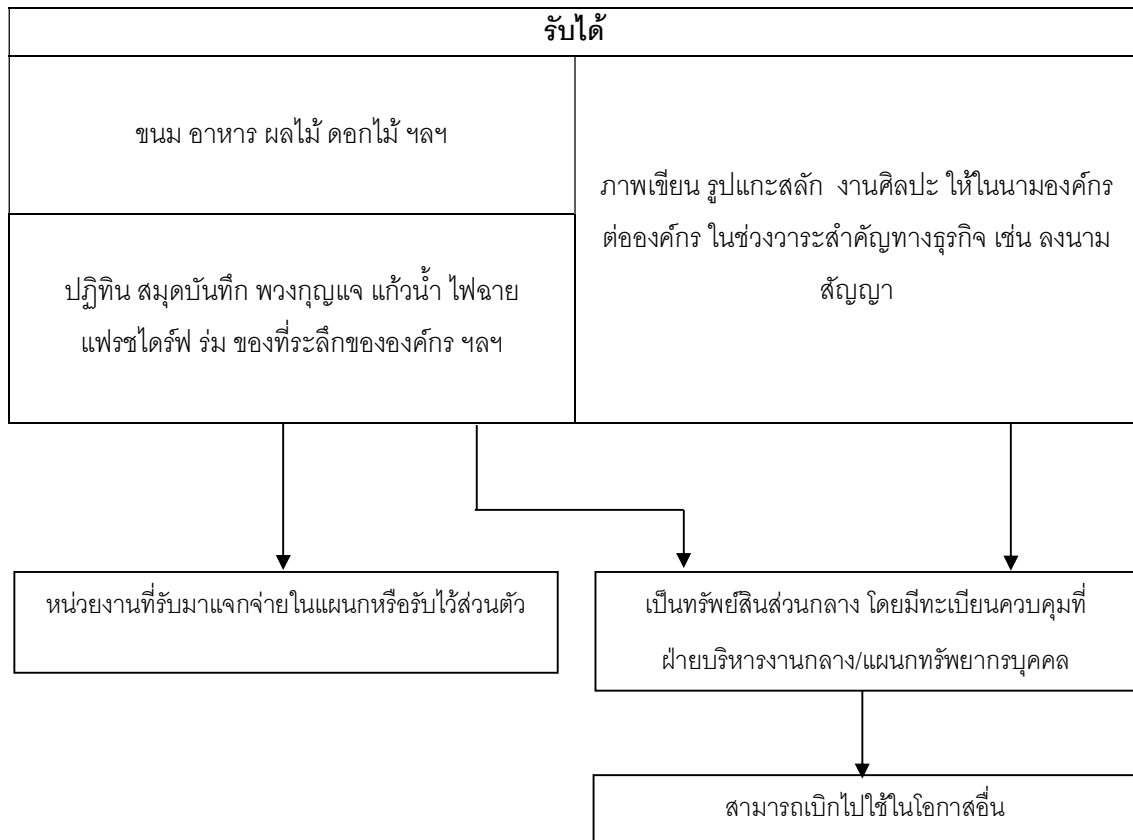 รับได้
ขนม อาหาร ผลไม้ ดอกไม้ ฯลฯ
ปฏิทิน สมุดบันทึก พวงกุญแจ แก้วน้ำ ไฟฉาย
แฟรชไดร์ฟ ร่ม ของที่ระลึกขององค์กร ฯลฯ
ภาพเขียน รูปแกะสลัก งานศิลปะ ให้ในนามองค์กร
ต่อองค์กร ในช่วงวาระสำคัญทางธุรกิจ เช่น ลงนาม
สัญญา
หน่วยงานที่รับมาแจกจ่ายในแผนกหรือรับไว้ส่วนตัว
เป็นทรัพย์สินส่วนกลาง โดยมีทะเบียนควบคุมที่
ฝ่ายบริหารงานกลาง/แผนกทรัพยากรบุคคล
สามารถเบิกไปใช้ในโอกาสอื่น